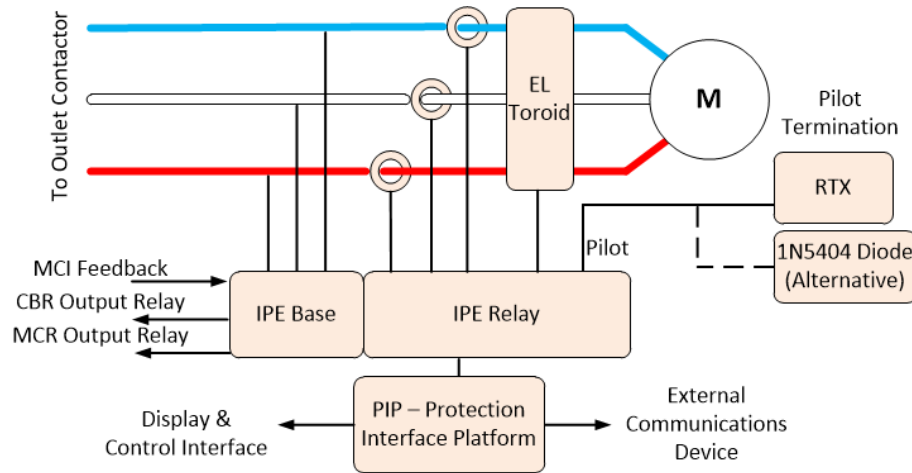 To Outlet Contactor
EL
Toroid
M
Pilot
Termination
RTX
1N5404 Diode
(Alternative)
Pilot
MCI Feedback
CBR Output Relay
MCR Output Relay
IPE Base
IPE Relay
PIP – Protection
Interface Platform
Display &
Control Interface
External
Communications
Device